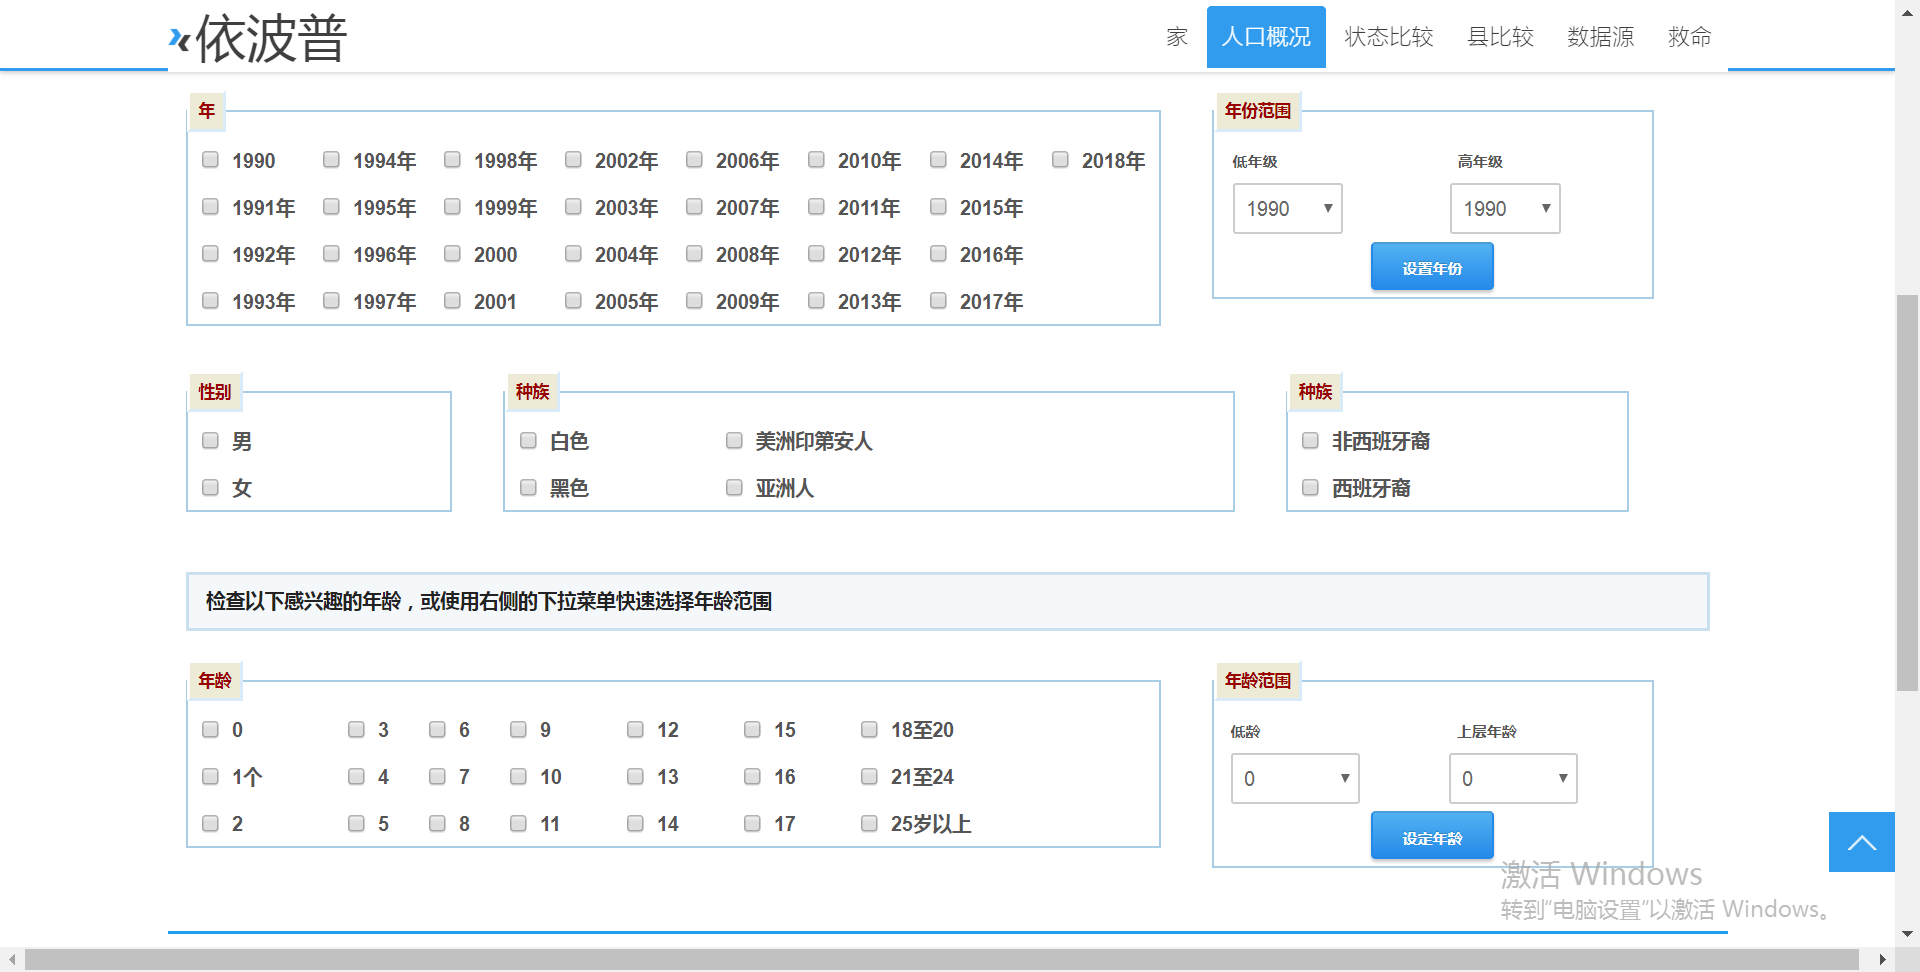 依波普
家 人口概况 状态比较 县比较 数据源 救命
年 年份范围
1990 1994年 1998年 2002年 2006年 2010年 2014年 2018年
1991年 1995年 1999年 2003年 2007年 2011年 2015年
1992年 1996年 2000 2004年 2008年 2012年 2016年
1993年 1997年 2001 2005年 2009年 2013年 2017年
低年级 高年级
1990 1990
设置年份
性别 种族 种族
男 白色 美洲印第安人 非西班牙裔
女 黑色 亚洲人 西班牙裔
检查以下感兴趣的年龄，或使用右侧的下拉菜单快速选择年龄范围
年龄 年龄范围
0 3 6 9 12 15 18至20
1个 4 7 10 13 16 21至24
2 5 8 11 14 17 25岁以上
低龄 上层年龄
0 0
设定年龄
激活 Windows
转到"电脑设置"以激活 Windows。